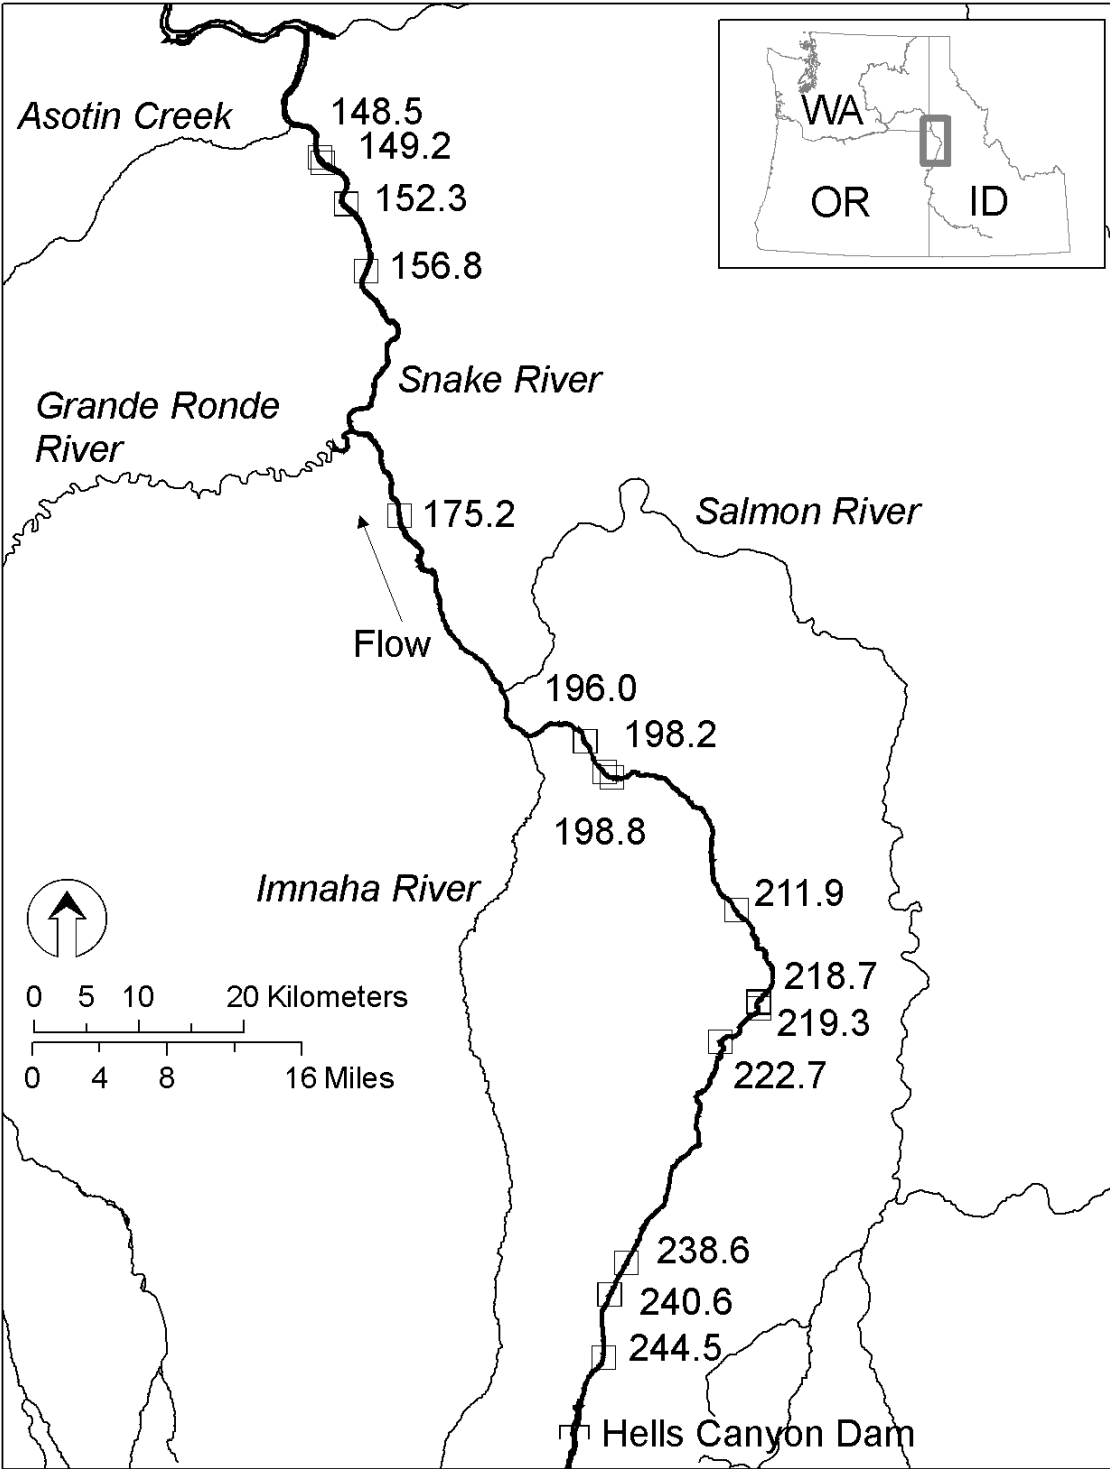 Asotin Creek
148.5
149.2
152.3
156.8
WA
OR
ID
Snake River
Grande Ronde
River
175.2
Salmon River
Flow
196.0
198.2
198.8
Imnaha River
211.9
218.7
219.3
222.7
0 5 10 20 Kilometers
0 4 8 16 Miles
238.6
240.6
244.5
Hells Canyon Dam